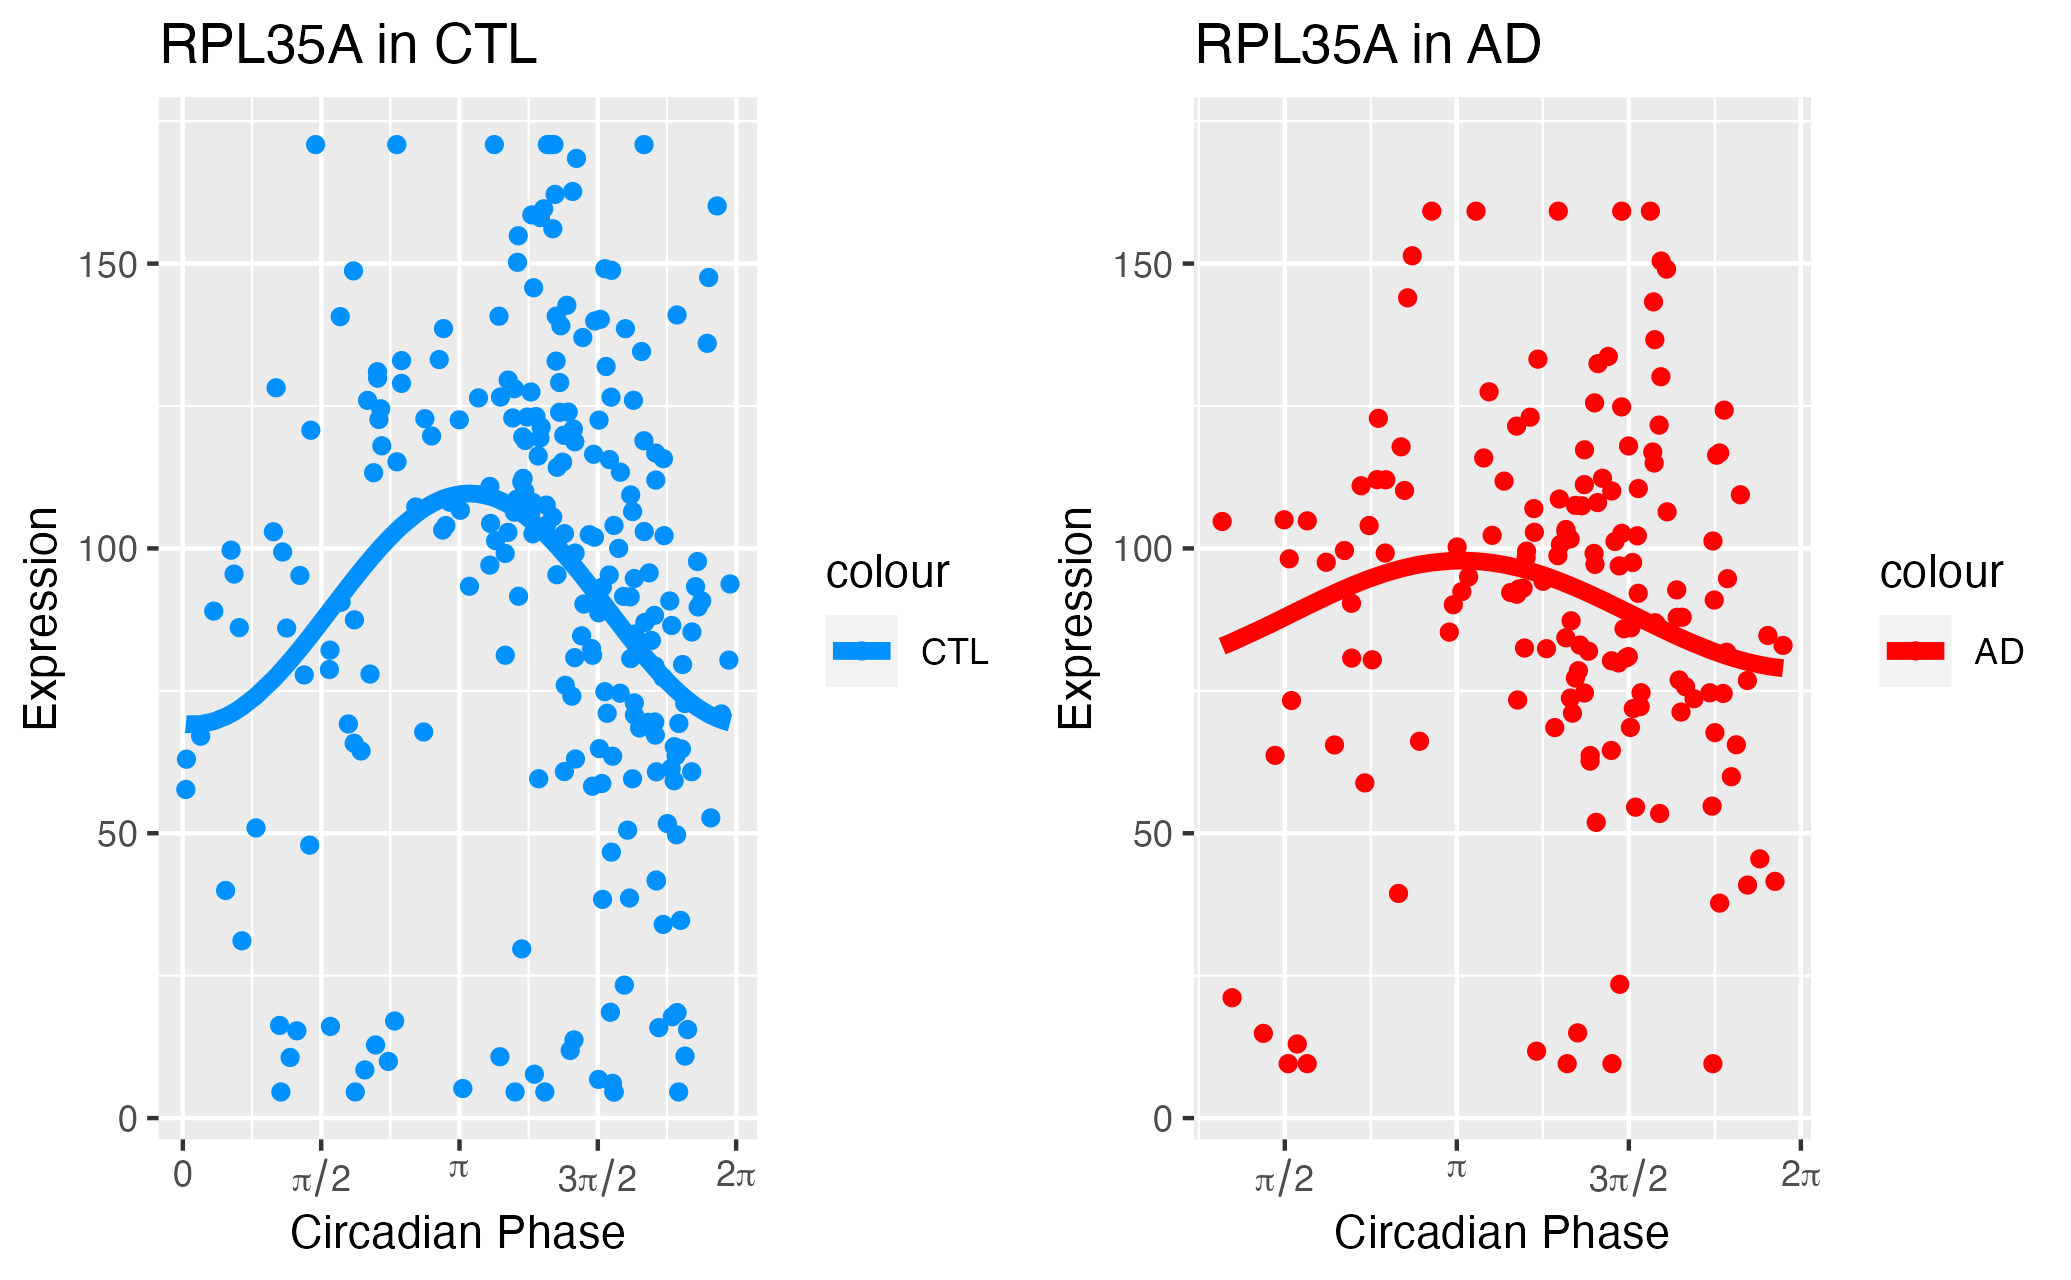 RPL35A in CTL
150
100
50
0
Expression
0
π/2
π
3π/2
2π
Circadian Phase
colour
CTL
RPL35A in AD
150
100
50
0
Expression
π/2
π
3π/2
2π
Circadian Phase
colour
AD